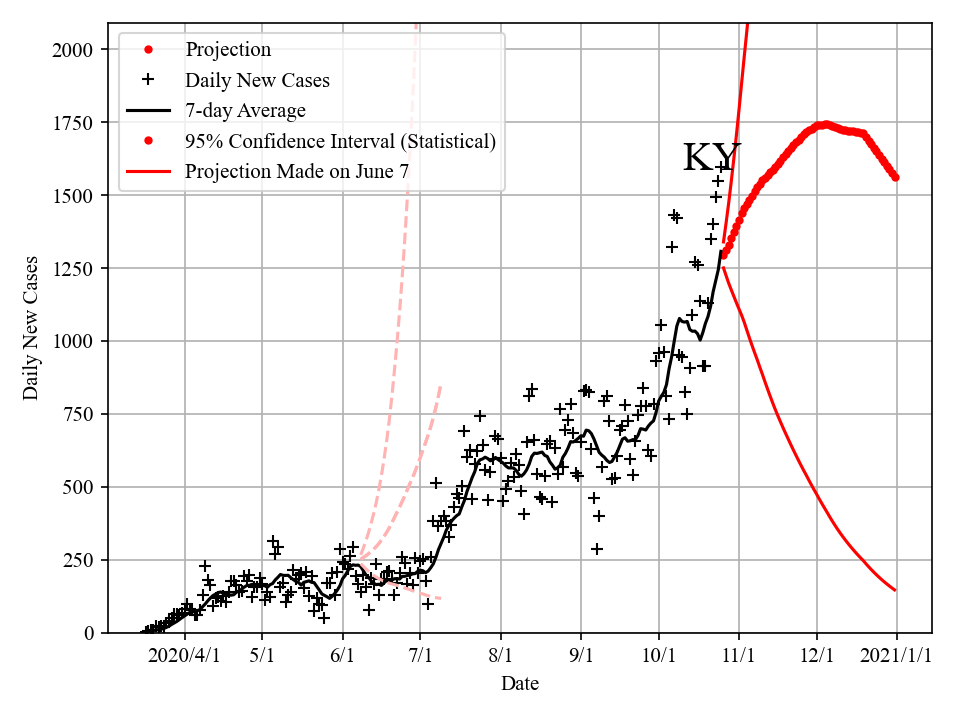 2000
1750
1500
1250
1000
750
500
250
0
Daily New Cases
Projection
Daily New Cases
7-day Average
95% Confidence Interval (Statistical)
Projection Made on June 7
KY
2020/4/1 5/1 6/1 7/1 8/1 9/1 10/1 11/1 12/1 2021/1/1
Date